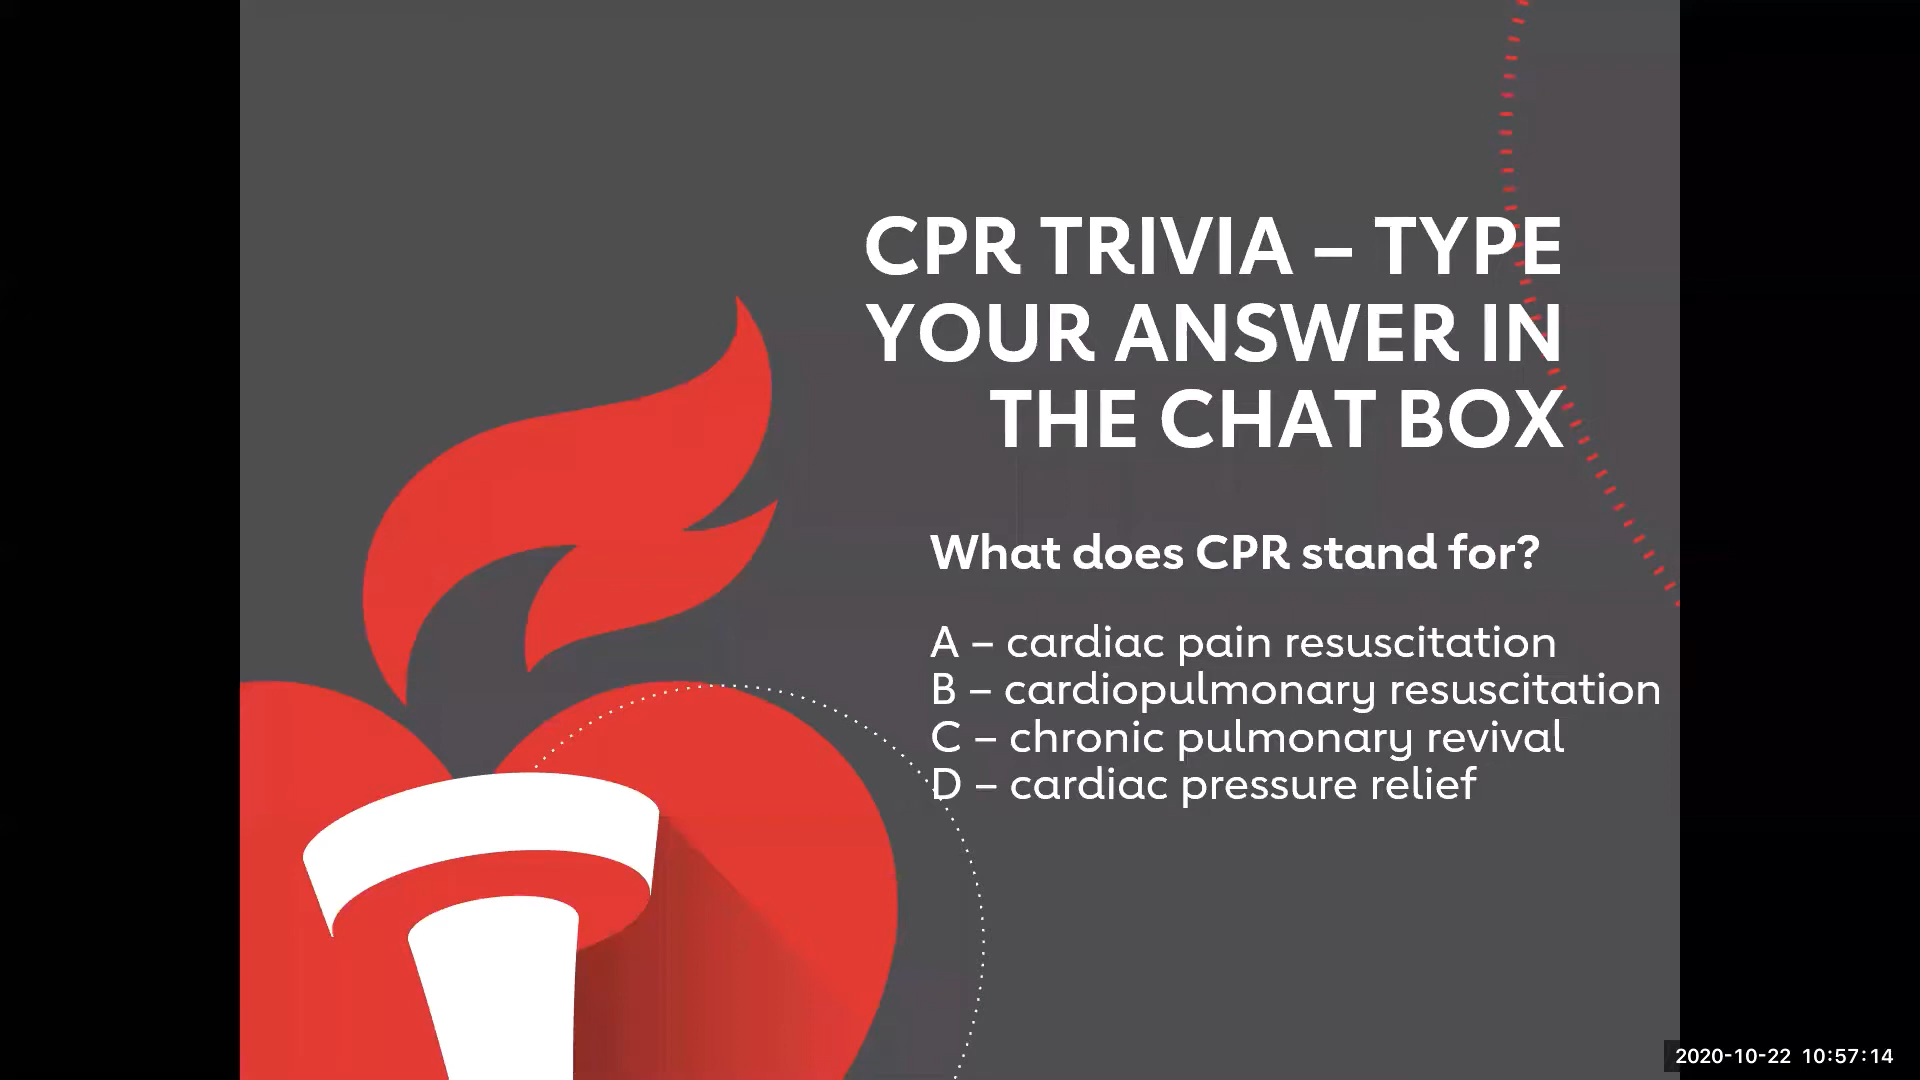 CPR TRIVIA – TYPE
YOUR ANSWER IN
THE CHAT BOX
What does CPR stand for?
A – cardiac pain resuscitation
B – cardiopulmonary resuscitation
C – chronic pulmonary revival
D – cardiac pressure relief
2020-10-22 10:57:14